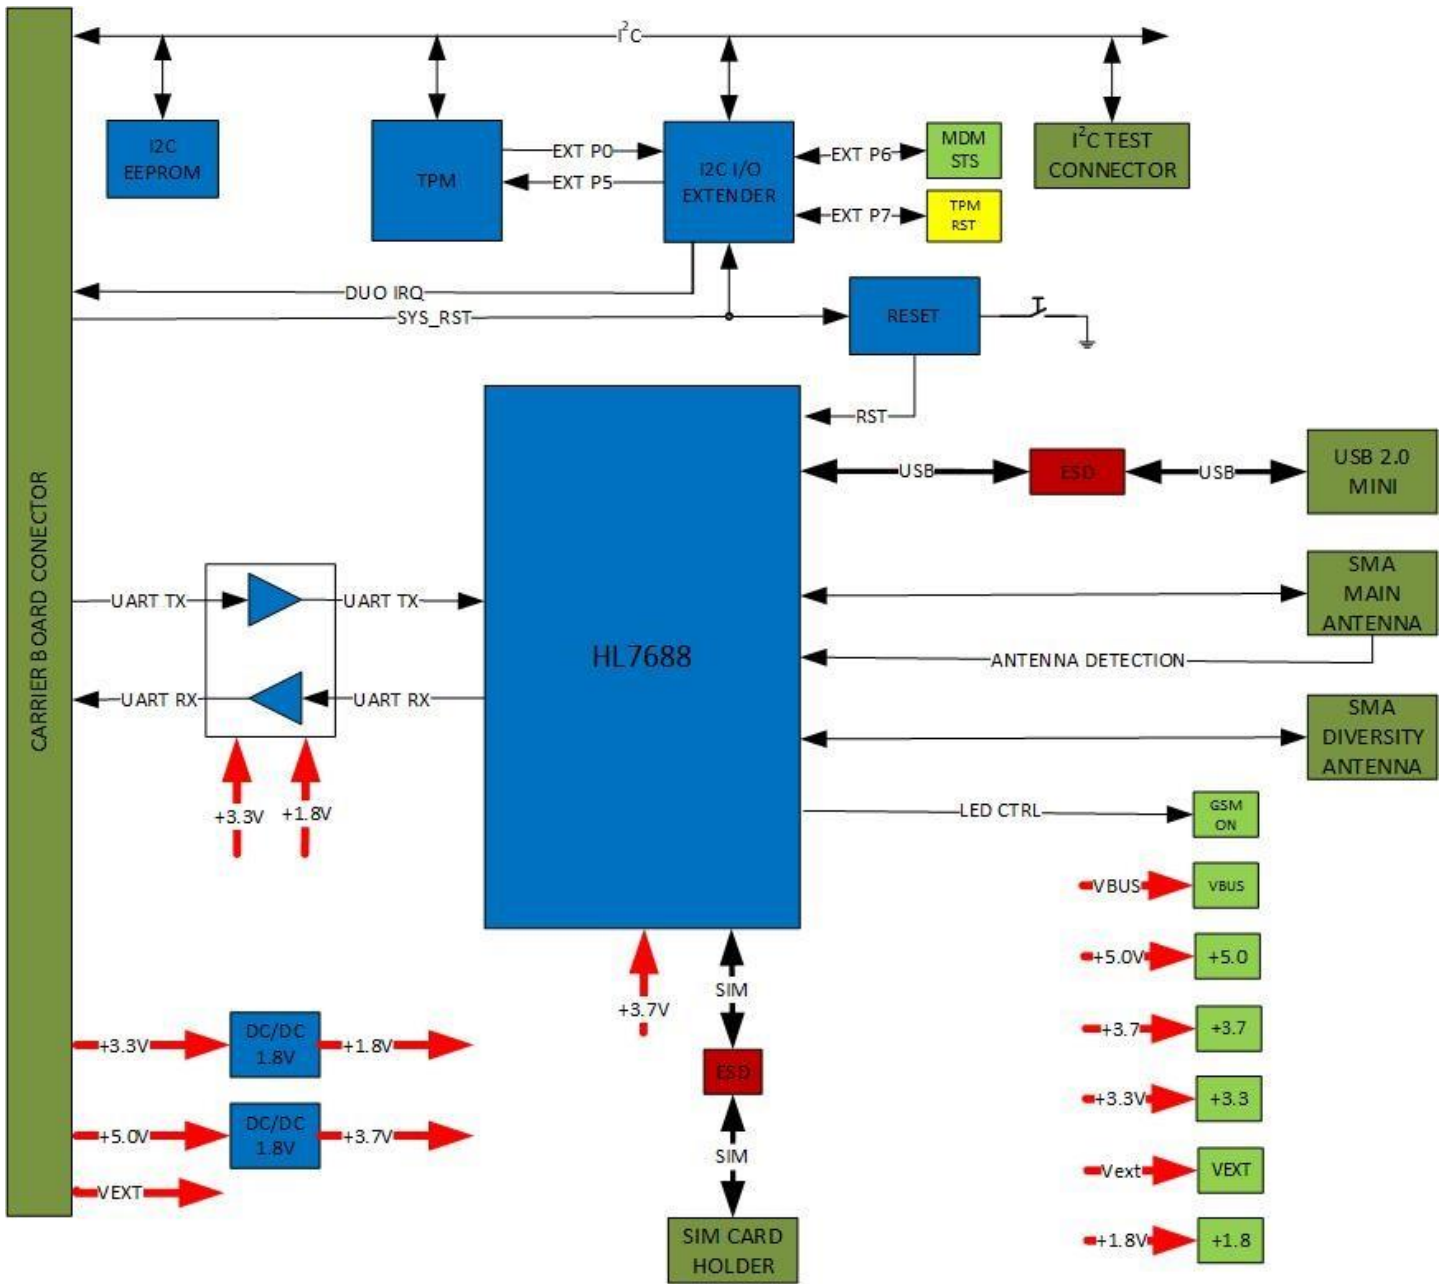 I²C
I2C
EEPROM
TPM
EXT P0
EXT P5
I2C I/O
EXTENDER
EXT P6
MDM
STS
EXT P7
TPM
RST
I²C TEST
CONNECTOR
DUO IRQ
SYS_RST
RESET
RST
CARRIER BOARD CONECTOR
HL7688
USB
ESD
USB
USB 2.0
MINI
SMA
MAIN
ANTENNA
ANTENNA DETECTION
SMA
DIVERSITY
ANTENNA
UART TX
UART TX
UART RX
UART RX
+3.3V
+1.8V
LED CTRL
GSM
ON
VBUS
VBUS
+5.0V
+5.0
+3.7
+3.7
+3.3V
+3.3
Vext
VEXT
+1.8V
+1.8
+3.7V
SIM
ESD
SIM
SIM CARD
HOLDER
+3.3V
DC/DC
1.8V
+1.8V
+5.0V
DC/DC
1.8V
+3.7V
VEXT